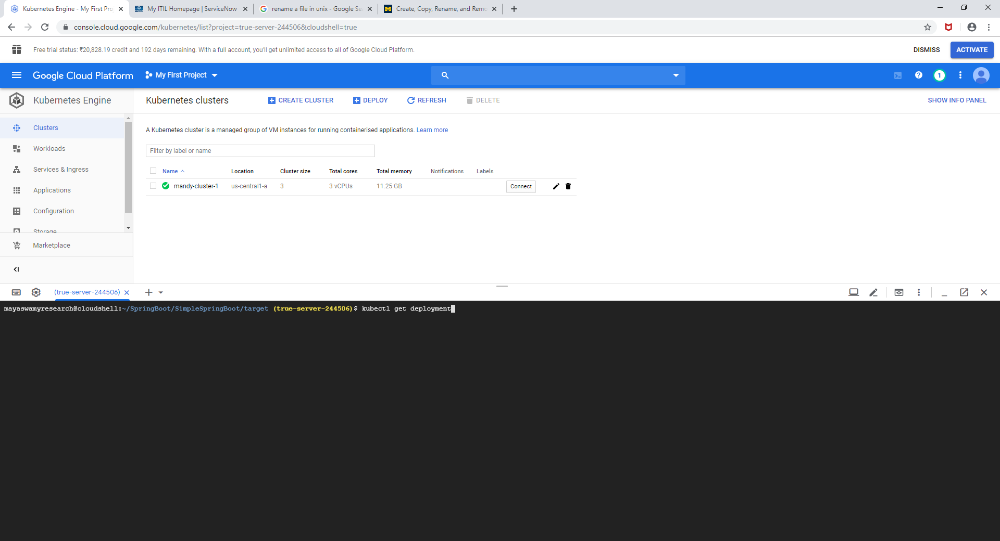 Kubernetes Engine - My First Pro
My ITIL Homepage | ServiceNow
rename a file in unix - Google Se
Create, Copy, Rename, and Remo
console.cloud.google.com/kubernetes/list?project=true-server-244506&cloudshell=true
Free trial status: ₹20,828.19 credit and 192 days remaining. With a full account, you'll get unlimited access to all of Google Cloud Platform.
DISMISS
ACTIVATE
Google Cloud Platform
My First Project
1
Kubernetes Engine
Kubernetes clusters
CREATE CLUSTER
DEPLOY
REFRESH
DELETE
SHOW INFO PANEL
Clusters
Workloads
Services & Ingress
Applications
Configuration
Storage
Marketplace
A Kubernetes cluster is a managed group of VM instances for running containerised applications. Learn more
Filter by label or name
Name Location Cluster size Total cores Total memory Notifications Labels
mandy-cluster-1 us-central1-a 3 3 vCPUs 11.25 GB Connect
(true-server-244506)
mayaswamyresearch@cloudshell:~/SpringBoot/SimpleSpringBoot/target (true-server-244506)$ kubectl get deployment